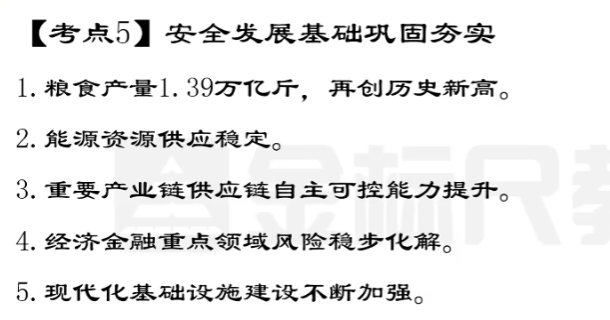 【考点5】安全发展基础巩固夯实
1. 粮食产量1.39万亿斤，再创历史新高。
2. 能源资源供应稳定。
3. 重要产业链供应链自主可控能力提升。
4. 经济金融重点领域风险稳步化解。
5. 现代化基础设施建设不断加强。
金标尺教